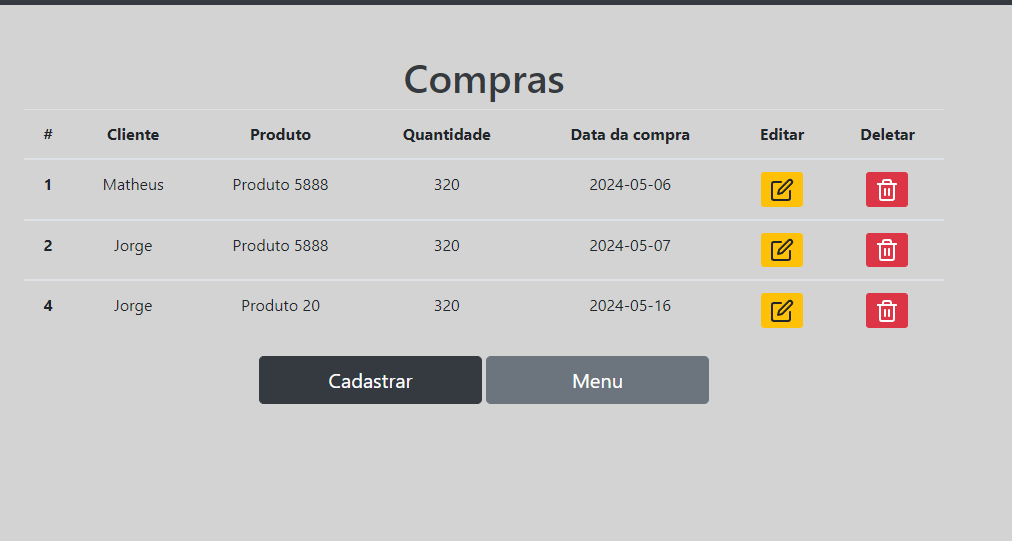 Compras
# Cliente Produto Quantidade Data da compra Editar Deletar
1 Matheus Produto 5888 320 2024-05-06
2 Jorge Produto 5888 320 2024-05-07
4 Jorge Produto 20 320 2024-05-16
Cadastrar Menu